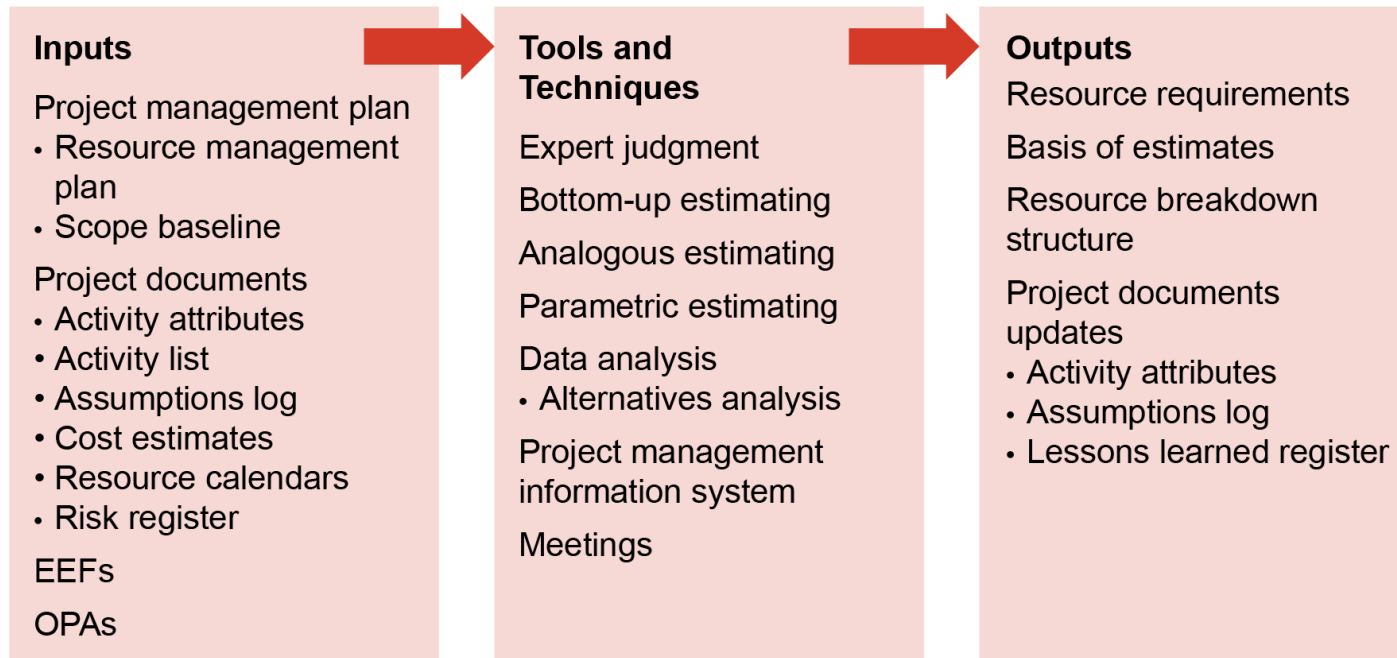 Inputs
Project management plan
• Resource management
plan
• Scope baseline
Project documents
• Activity attributes
• Activity list
• Assumptions log
• Cost estimates
• Resource calendars
• Risk register
EEFs
OPAs
Tools and
Techniques
Expert judgment
Bottom-up estimating
Analogous estimating
Parametric estimating
Data analysis
• Alternatives analysis
Project management
information system
Meetings
Outputs
Resource requirements
Basis of estimates
Resource breakdown
structure
Project documents
updates
• Activity attributes
• Assumptions log
• Lessons learned register